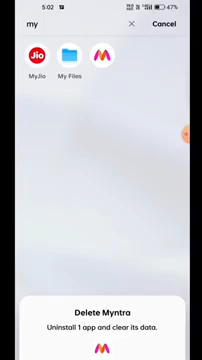 5:02 47%
my Cancel
Jio
MyJio My Files
Delete Myntra
Uninstall 1 app and clear its data.